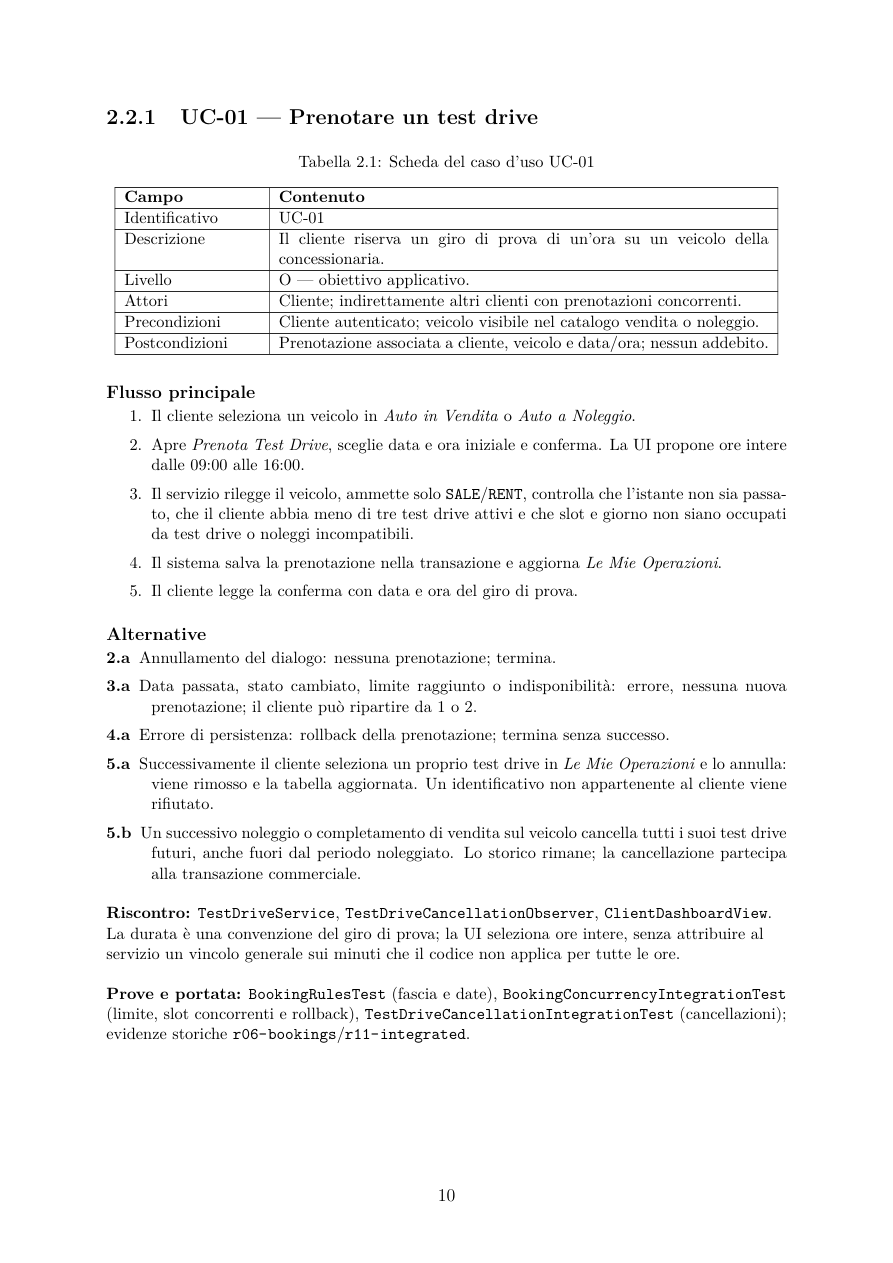 2.2.1 UC-01 — Prenotare un test drive
Tabella 2.1: Scheda del caso d'uso UC-01
Campo Contenuto
Identificativo UC-01
Descrizione Il cliente riserva un giro di prova di un'ora su un veicolo della
concessionaria.
Livello O — obiettivo applicativo.
Attori Cliente; indirettamente altri clienti con prenotazioni concorrenti.
Precondizioni Cliente autenticato; veicolo visibile nel catalogo vendita o noleggio.
Postcondizioni Prenotazione associata a cliente, veicolo e data/ora; nessun addebito.
Flusso principale
1. Il cliente seleziona un veicolo in Auto in Vendita o Auto a Noleggio.
2. Apre Prenota Test Drive, sceglie data e ora iniziale e conferma. La UI propone ore intere
dalle 09:00 alle 16:00.
3. Il servizio rilegge il veicolo, ammette solo SALE/RENT, controlla che l'istante non sia passa-
to, che il cliente abbia meno di tre test drive attivi e che slot e giorno non siano occupati
da test drive o noleggi incompatibili.
4. Il sistema salva la prenotazione nella transazione e aggiorna Le Mie Operazioni.
5. Il cliente legge la conferma con data e ora del giro di prova.
Alternative
2.a Annullamento del dialogo: nessuna prenotazione; termina.
3.a Data passata, stato cambiato, limite raggiunto o indisponibilità: errore, nessuna nuova
prenotazione; il cliente può ripartire da 1 o 2.
4.a Errore di persistenza: rollback della prenotazione; termina senza successo.
5.a Successivamente il cliente seleziona un proprio test drive in Le Mie Operazioni e lo annulla:
viene rimosso e la tabella aggiornata. Un identificativo non appartenente al cliente viene
rifiutato.
5.b Un successivo noleggio o completamento di vendita sul veicolo cancella tutti i suoi test drive
futuri, anche fuori dal periodo noleggiato. Lo storico rimane; la cancellazione partecipa
alla transazione commerciale.
Riscontro: TestDriveService, TestDriveCancellationObserver, ClientDashboardView.
La durata è una convenzione del giro di prova; la UI seleziona ore intere, senza attribuire al
servizio un vincolo generale sui minuti che il codice non applica per tutte le ore.
Prove e portata: BookingRulesTest (fascia e date), BookingConcurrencyIntegrationTest
(limite, slot concorrenti e rollback), TestDriveCancellationIntegrationTest (cancellazioni);
evidenze storiche r06-bookings/r11-integrated.
10